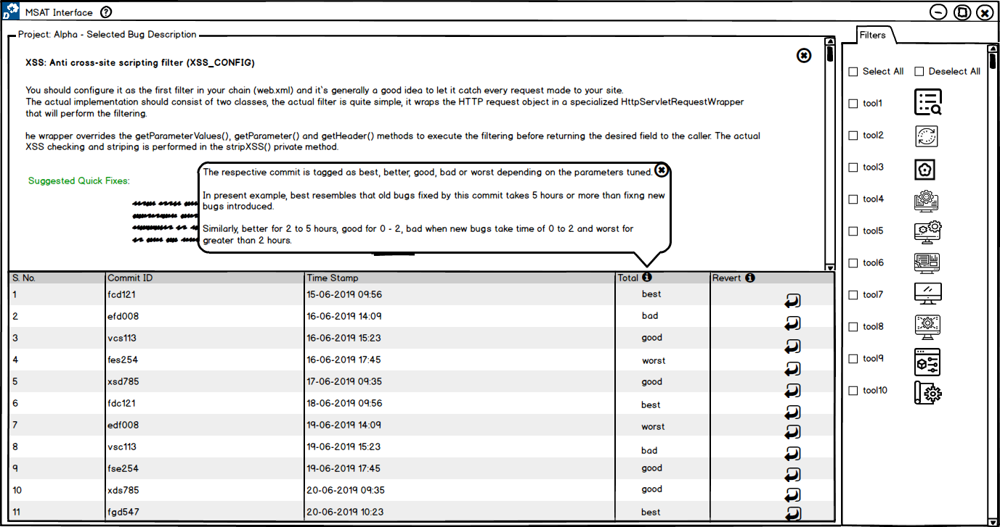 MSAT Interface
Project: Alpha - Selected Bug Description
XSS: Anti cross-site scripting filter (XSS_CONFIG)
You should configure it as the first filter in your chain (web.xml) and it`s generally a good idea to let it catch every request made to your site.
The actual implementation should consist of two classes, the actual filter is quite simple, it wraps the HTTP request object in a specialized HttpServletRequestWrapper
that will perform the filtering.
he wrapper overrides the getParameterValues(), getParameter() and getHeader() methods to execute the filtering before returning the desired field to the caller. The actual
XSS checking and striping is performed in the stripXSS() private method.
Suggested Quick Fixes:
The respective commit is tagged as best, better, good, bad or worst depending on the parameters tuned.
In present example, best resembles that old bugs fixed by this commit takes 5 hours or more than fixng new
bugs introduced.
Similarly, better for 2 to 5 hours, good for 0 - 2, bad when new bugs take time of 0 to 2 and worst for
greater than 2 hours.
S. No. Commit ID Time Stamp Total Revert
1 fcd121 15-06-2019 09:56 best
2 efd008 16-06-2019 14:09 bad
3 vcs113 16-06-2019 15:23 good
4 fes254 16-06-2019 17:45 worst
5 xsd785 17-06-2019 09:35 good
6 fdc121 18-06-2019 09:56 best
7 edf008 19-06-2019 14:09 worst
8 vsc113 19-06-2019 15:23 bad
9 fse254 19-06-2019 17:45 good
10 xds785 20-06-2019 09:35 good
11 fgd547 20-06-2019 10:23 best
Filters
Select All Deselect All
tool1
tool2
tool3
tool4
tool5
tool6
tool7
tool8
tool9
tool10